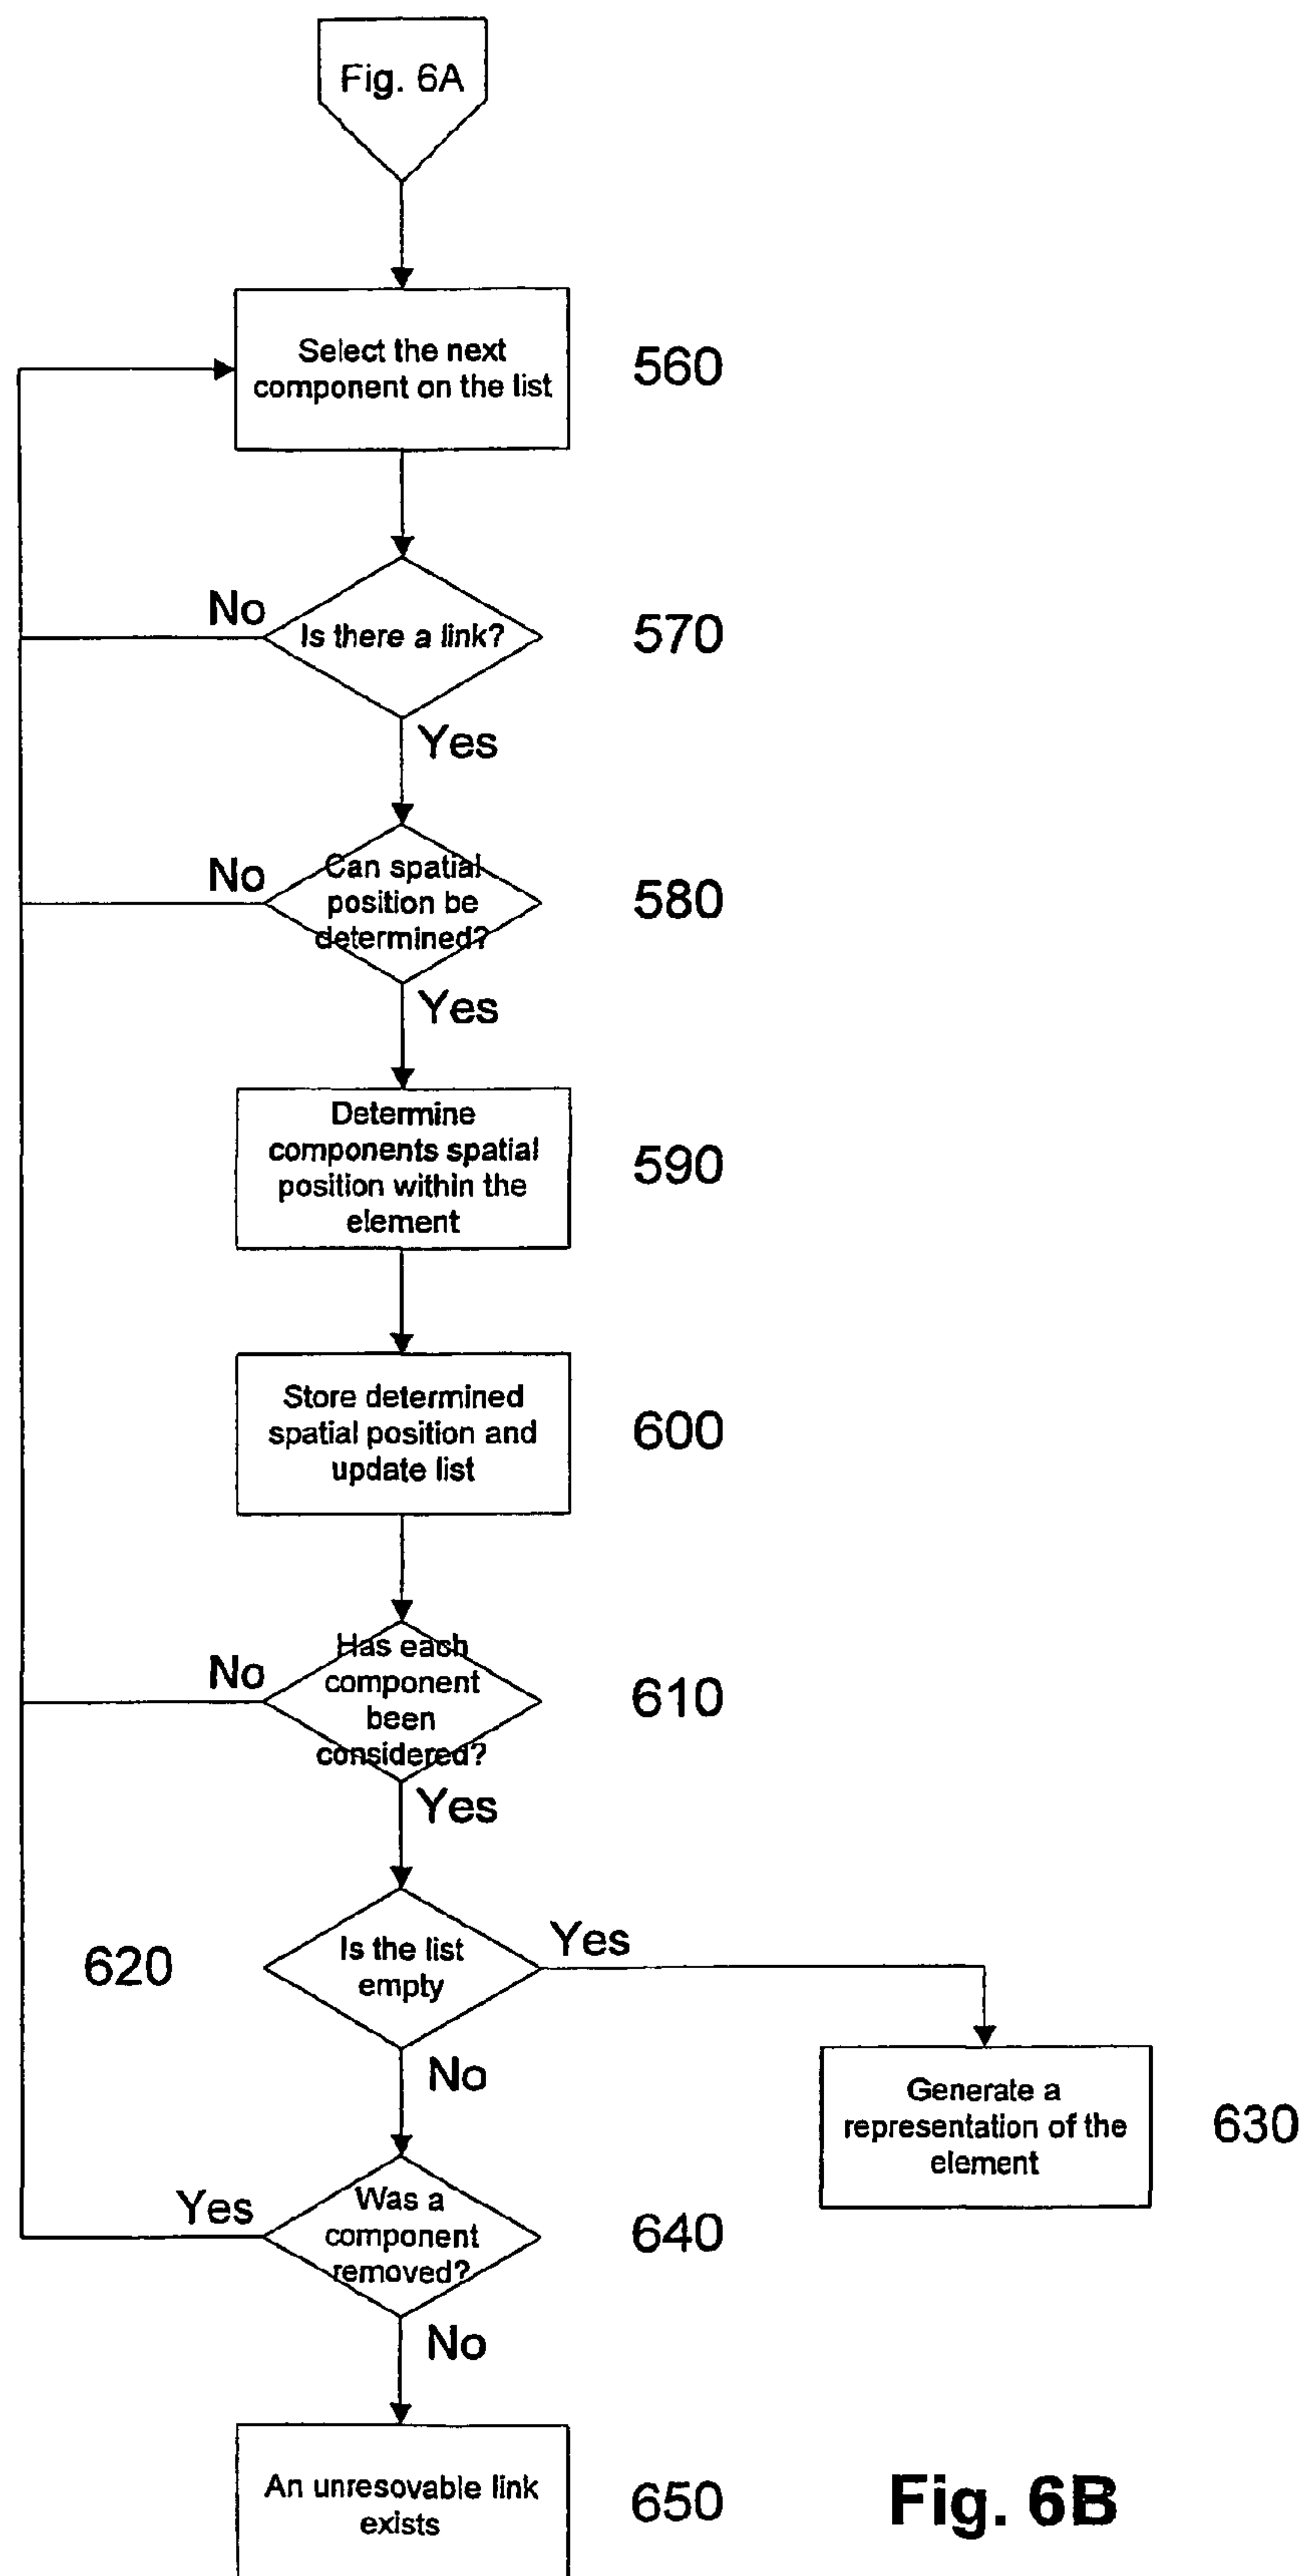 Fig. 6A
Select the next
component on the list
560
No
Is there a link?
570
Yes
No
Can spatial
position be
determined?
580
Yes
Determine
components spatial
position within the
element
590
Store determined
spatial position and
update list
600
No
Has each
component
been
considered?
610
Yes
620
Is the list
empty
Yes
No
Generate a
representation of the
element
630
Yes
Was a
component
removed?
640
No
An unresovable link
exists
650
Fig. 6B